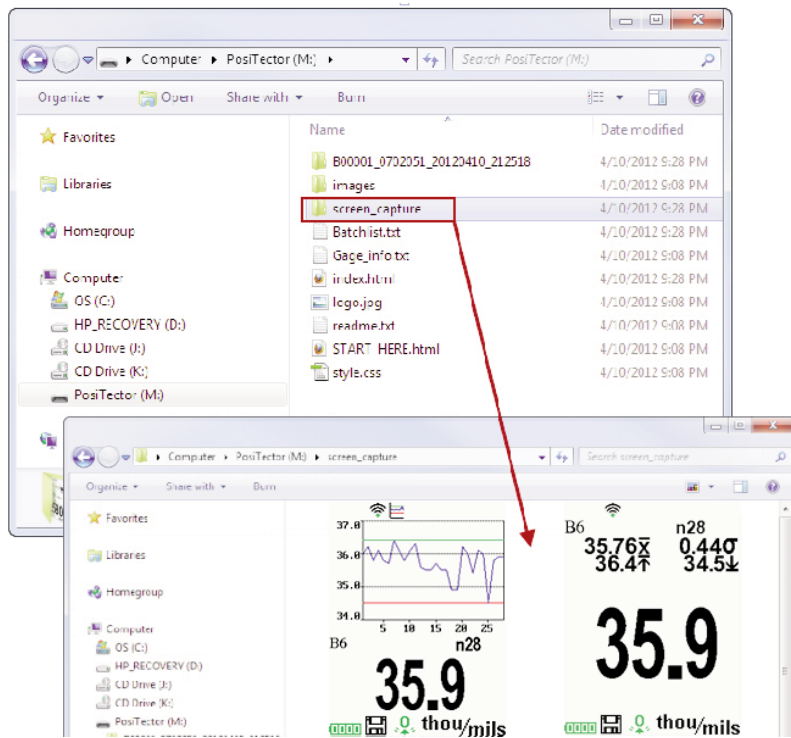 Computer ▸ PosiTector (M:) ▸
Search PosiTector (M:)
Organize Open Share with Burn
Name Date modified
Favorites
Libraries
Homegroup
Computer
OS (C:)
HP_RECOVERY (D:)
CD Drive (J:)
CD Drive (K:)
PosiTector (M:)
B00001_0702051_20120410_212518 4/10/2012 9:28 PM
images 4/10/2012 9:08 PM
screen_capture 4/10/2012 9:28 PM
Batchlist.txt 4/10/2012 9:28 PM
Gage_info.txt 4/10/2012 9:08 PM
index.html 4/10/2012 9:28 PM
logo.jpg 4/10/2012 9:08 PM
readme.txt 4/10/2012 9:08 PM
START_HERE.html 4/10/2012 9:08 PM
style.css 4/10/2012 9:08 PM
Computer ▸ PosiTector (M:) ▸ screen_capture
Search screen_capture
Organize Share with Burn
Favorites
Libraries
Homegroup
Computer
OS (C:)
HP_RECOVERY (D:)
CD Drive (J:)
CD Drive (K:)
PosiTector (M:)
37.0
36.0
35.0
34.0
5 10 15 20 25
B6 n28
35.9
thou/mils
B6 n28
35.76x̅ 0.44σ
36.4↑ 34.5↓
35.9
thou/mils